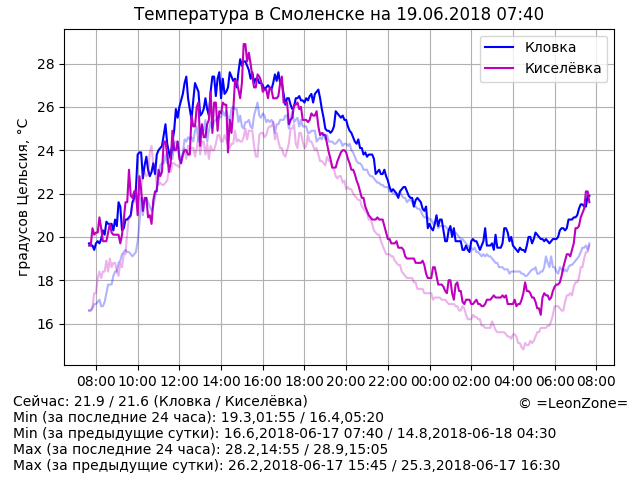 Температура в Смоленске на 19.06.2018 07:40
Кловка
Киселёвка
градусов Цельсия, °C
28
26
24
22
20
18
16
08:00 10:00 12:00 14:00 16:00 18:00 20:00 22:00 00:00 02:00 04:00 06:00 08:00
Сейчас: 21.9 / 21.6 (Кловка / Киселёвка)
© =LeonZone=
Min (за последние 24 часа): 19.3,01:55 / 16.4,05:20
Min (за предыдущие сутки): 16.6,2018-06-17 07:40 / 14.8,2018-06-18 04:30
Max (за последние 24 часа): 28.2,14:55 / 28.9,15:05
Max (за предыдущие сутки): 26.2,2018-06-17 15:45 / 25.3,2018-06-17 16:30